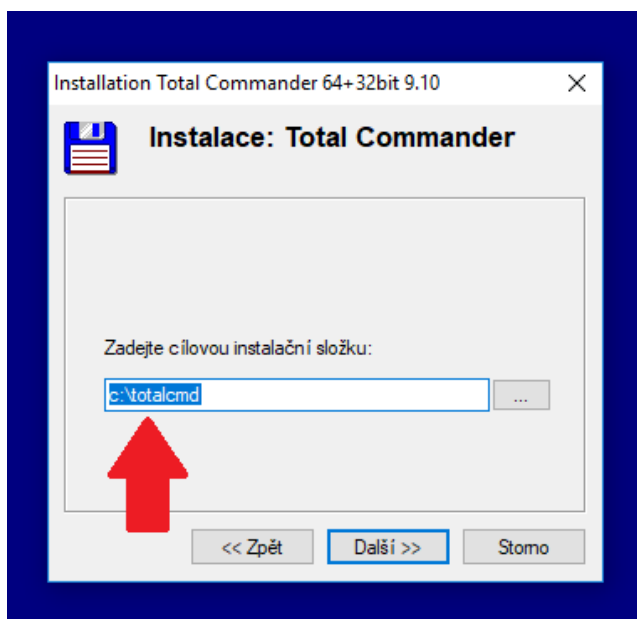 Installation Total Commander 64+32bit 9.10
Instalace: Total Commander
Zadejte cílovou instalační složku:
c:\totalcmd
...
<< Zpět
Další >>
Storno